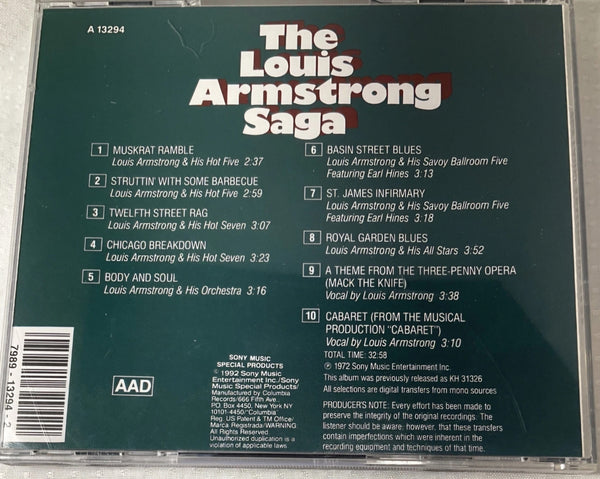 A 13294
The
Louis
Armstrong
Saga
1 MUSKRAT RAMBLE
Louis Armstrong & His Hot Five 2:37
2 STRUTTIN' WITH SOME BARBECUE
Louis Armstrong & His Hot Five 2:59
3 TWELFTH STREET RAG
Louis Armstrong & His Hot Seven 3:07
4 CHICAGO BREAKDOWN
Louis Armstrong & His Hot Seven 3:23
5 BODY AND SOUL
Louis Armstrong & His Orchestra 3:16
6 BASIN STREET BLUES
Louis Armstrong & His Savoy Ballroom Five
Featuring Earl Hines 3:13
7 ST. JAMES INFIRMARY
Louis Armstrong & His Savoy Ballroom Five
Featuring Earl Hines 3:18
8 ROYAL GARDEN BLUES
Louis Armstrong & His All Stars 3:52
9 A THEME FROM THE THREE-PENNY OPERA
(MACK THE KNIFE)
Vocal by Louis Armstrong 3:38
10 CABARET (FROM THE MUSICAL
PRODUCTION "CABARET")
Vocal by Louis Armstrong 3:10
TOTAL TIME: 32:58
℗ 1972 Sony Music Entertainment Inc.
This album was previously released as KH 31326
All selections are digital transfers from mono sources
PRODUCER'S NOTE: Every effort has been made to
preserve the integrity of the original recordings. The
listener should be aware: however, that these transfers
contain imperfections which were inherent in the
recording equipment and techniques of that time.
SONY MUSIC
SPECIAL PRODUCTS
© 1992 Sony Music
Entertainment Inc./Sony
Music Special Products/
Manufactured by Columbia
Records/666 Fifth Ave.
P.O. Box 4450, New York NY
10101-4450/"Columbia"
Reg. US Patent & TM Office/
Marca Registrada/WARNING:
All Rights Reserved.
Unauthorized duplication is a
violation of applicable laws.
AAD
7989 - 13294 - 2